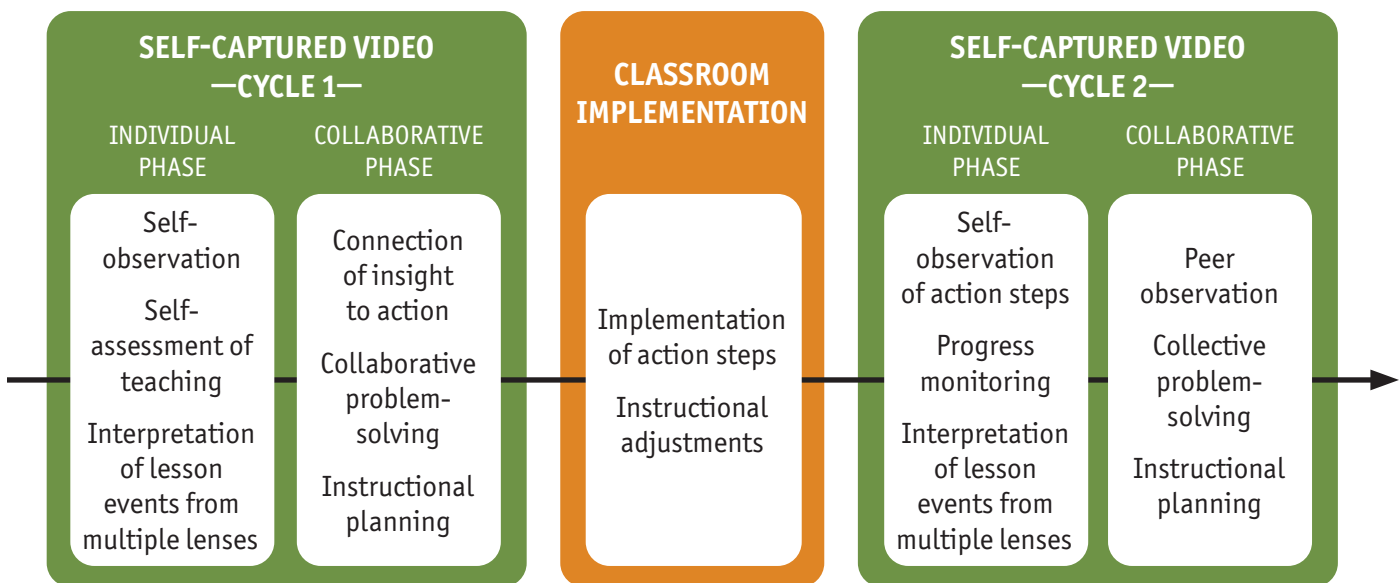 SELF-CAPTURED VIDEO
—CYCLE 1—
INDIVIDUAL
PHASE
Self-
observation
Self-
assessment of
teaching
Interpretation
of lesson
events from
multiple lenses
COLLABORATIVE
PHASE
Connection
of insight
to action
Collaborative
problem-
solving
Instructional
planning
CLASSROOM
IMPLEMENTATION
Implementation
of action steps
Instructional
adjustments
SELF-CAPTURED VIDEO
—CYCLE 2—
INDIVIDUAL
PHASE
Self-
observation
of action steps
Progress
monitoring
Interpretation
of lesson
events from
multiple lenses
COLLABORATIVE
PHASE
Peer
observation
Collective
problem-
solving
Instructional
planning